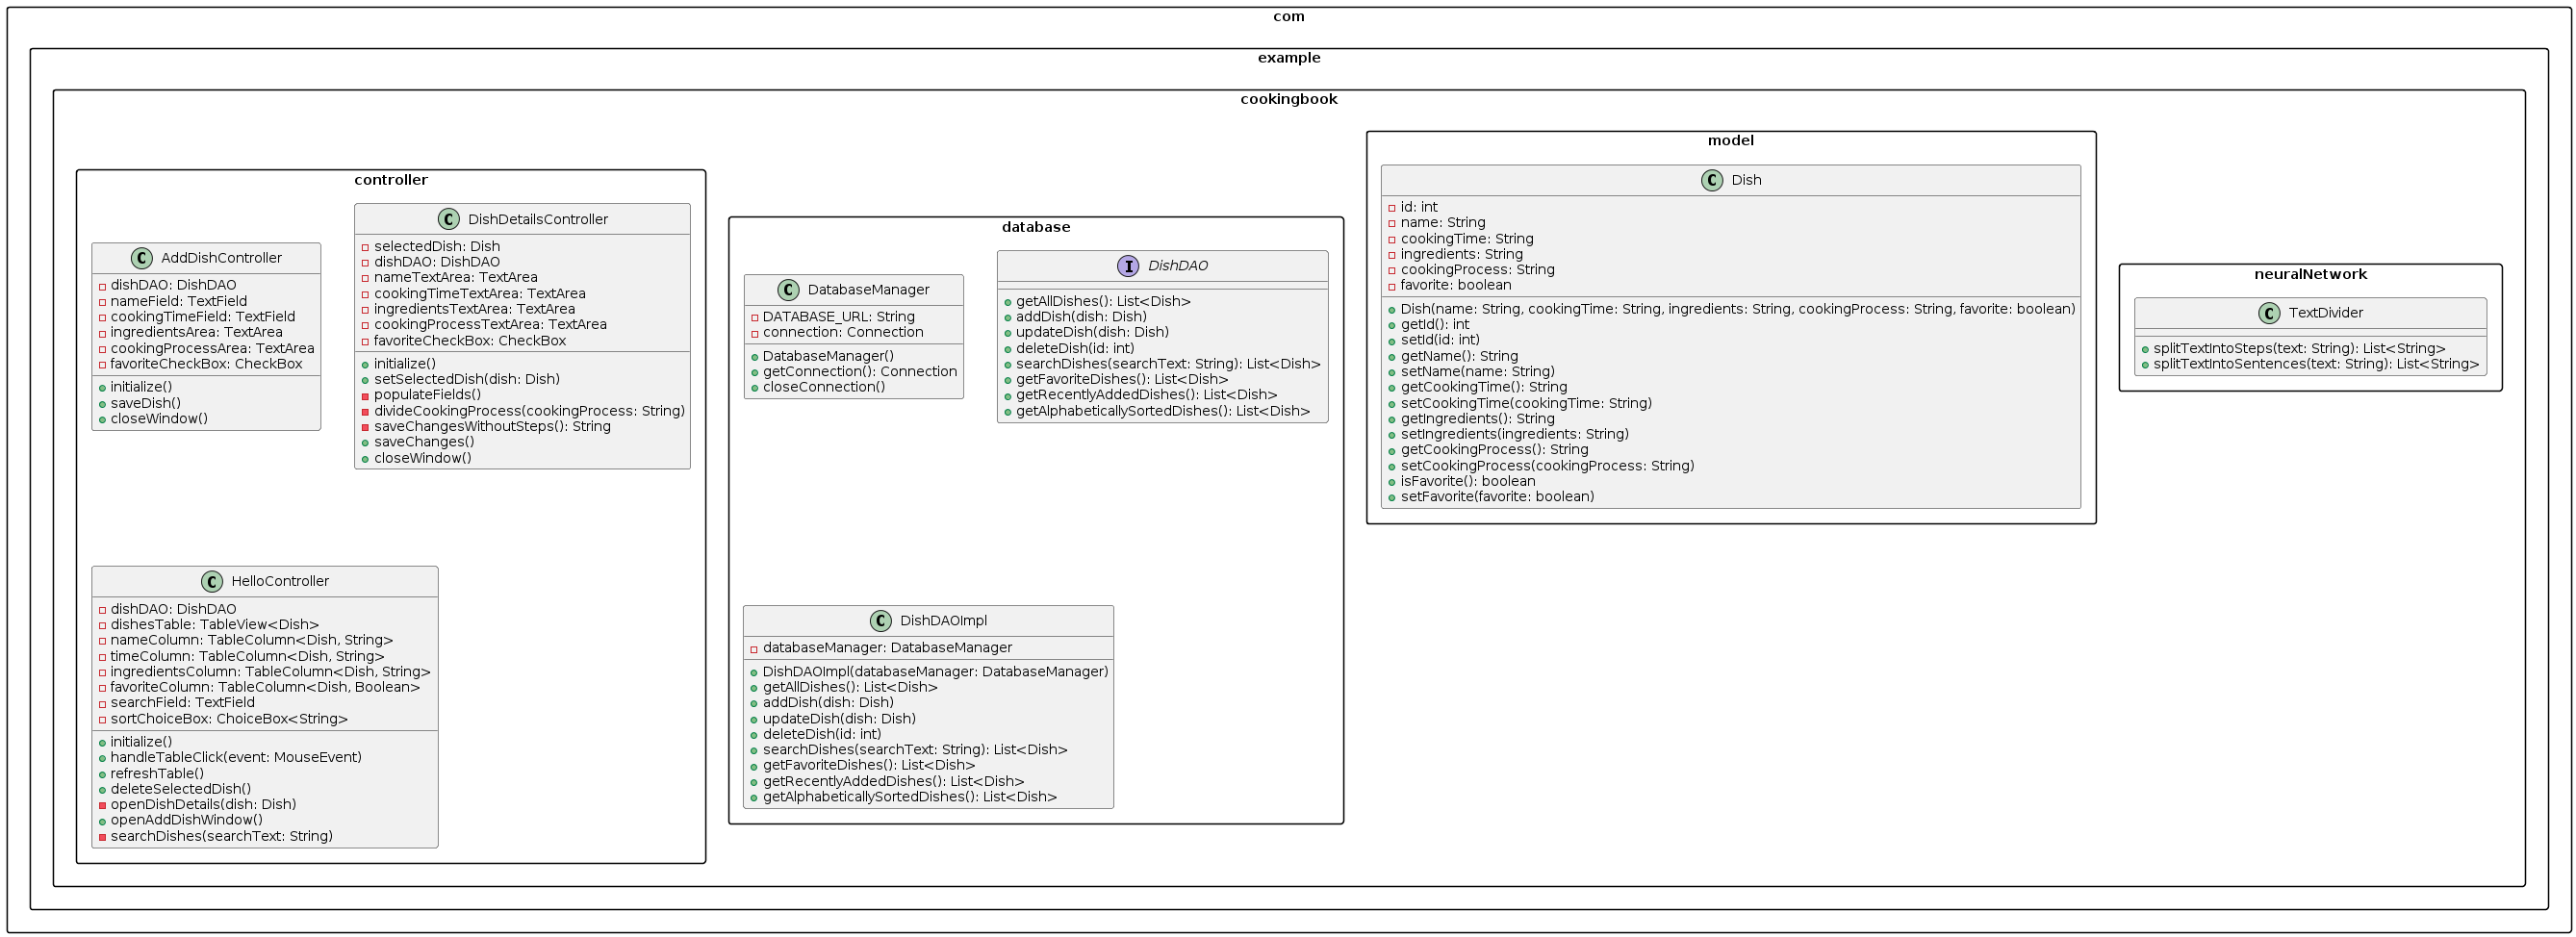 com
example
cookingbook
controller
C AddDishController
dishDAO: DishDAO
nameField: TextField
cookingTimeField: TextField
ingredientsArea: TextArea
cookingProcessArea: TextArea
favoriteCheckBox: CheckBox
initialize()
saveDish()
closeWindow()
C DishDetailsController
selectedDish: Dish
dishDAO: DishDAO
nameTextArea: TextArea
cookingTimeTextArea: TextArea
ingredientsTextArea: TextArea
cookingProcessTextArea: TextArea
favoriteCheckBox: CheckBox
initialize()
setSelectedDish(dish: Dish)
populateFields()
divideCookingProcess(cookingProcess: String)
saveChangesWithoutSteps(): String
saveChanges()
closeWindow()
C HelloController
dishDAO: DishDAO
dishesTable: TableView<Dish>
nameColumn: TableColumn<Dish, String>
timeColumn: TableColumn<Dish, String>
ingredientsColumn: TableColumn<Dish, String>
favoriteColumn: TableColumn<Dish, Boolean>
searchField: TextField
sortChoiceBox: ChoiceBox<String>
initialize()
handleTableClick(event: MouseEvent)
refreshTable()
deleteSelectedDish()
openDishDetails(dish: Dish)
openAddDishWindow()
searchDishes(searchText: String)
database
C DatabaseManager
DATABASE_URL: String
connection: Connection
DatabaseManager()
getConnection(): Connection
closeConnection()
I DishDAO
getAllDishes(): List<Dish>
addDish(dish: Dish)
updateDish(dish: Dish)
deleteDish(id: int)
searchDishes(searchText: String): List<Dish>
getFavoriteDishes(): List<Dish>
getRecentlyAddedDishes(): List<Dish>
getAlphabeticallySortedDishes(): List<Dish>
C DishDAOImpl
databaseManager: DatabaseManager
DishDAOImpl(databaseManager: DatabaseManager)
getAllDishes(): List<Dish>
addDish(dish: Dish)
updateDish(dish: Dish)
deleteDish(id: int)
searchDishes(searchText: String): List<Dish>
getFavoriteDishes(): List<Dish>
getRecentlyAddedDishes(): List<Dish>
getAlphabeticallySortedDishes(): List<Dish>
model
C Dish
id: int
name: String
cookingTime: String
ingredients: String
cookingProcess: String
favorite: boolean
Dish(name: String, cookingTime: String, ingredients: String, cookingProcess: String, favorite: boolean)
getId(): int
setId(id: int)
getName(): String
setName(name: String)
getCookingTime(): String
setCookingTime(cookingTime: String)
getIngredients(): String
setIngredients(ingredients: String)
getCookingProcess(): String
setCookingProcess(cookingProcess: String)
isFavorite(): boolean
setFavorite(favorite: boolean)
neuralNetwork
C TextDivider
splitTextIntoSteps(text: String): List<String>
splitTextIntoSentences(text: String): List<String>